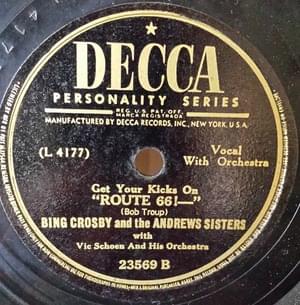 DECCA
PERSONALITY SERIES
REG. U.S. PAT. OFF.
MARCA REGISTRADA
MANUFACTURED BY DECCA RECORDS, INC., NEW YORK, U.S.A.
(L 4177)
Vocal
With Orchestra
Get Your Kicks On
"ROUTE 66!—"
(Bob Troup)
BING CROSBY and the ANDREWS SISTERS
with
Vic Schoen And His Orchestra
23569 B